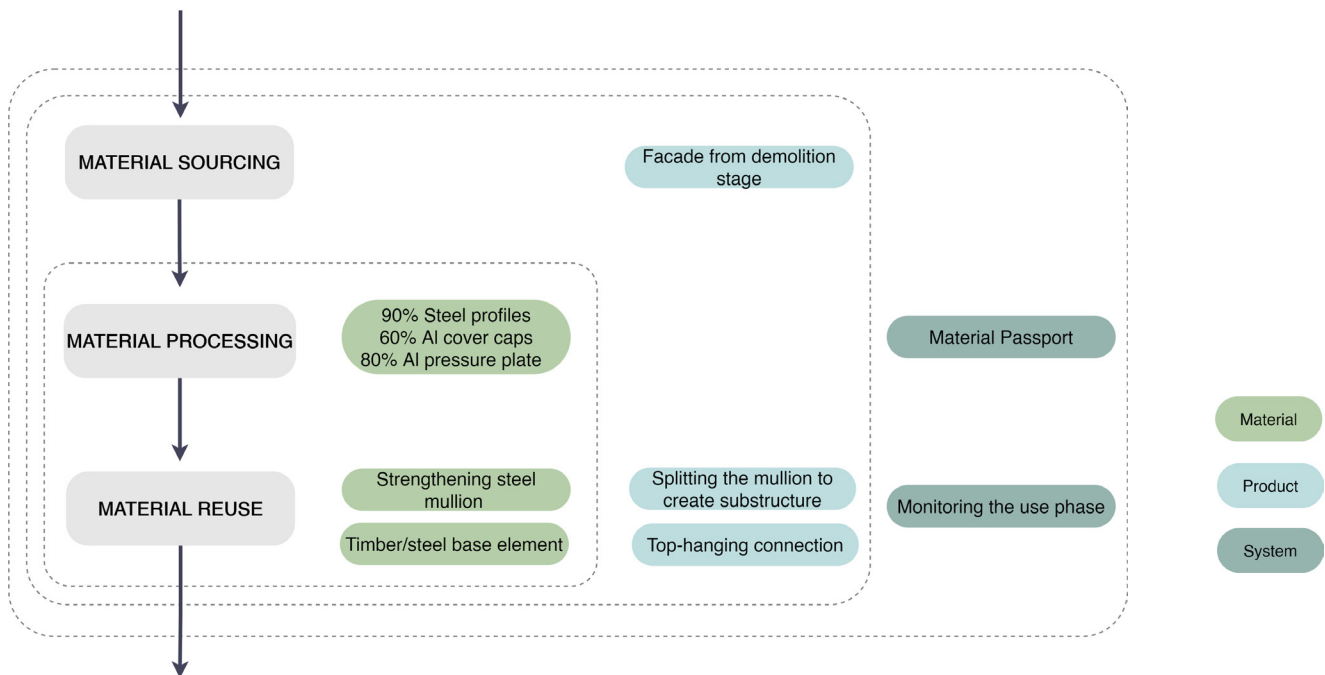 MATERIAL SOURCING
Facade from demolition
stage
MATERIAL PROCESSING
90% Steel profiles
60% Al cover caps
80% Al pressure plate
Material Passport
MATERIAL REUSE
Strengthening steel
mullion
Timber/steel base element
Splitting the mullion to
create substructure
Top-hanging connection
Monitoring the use phase
Material
Product
System